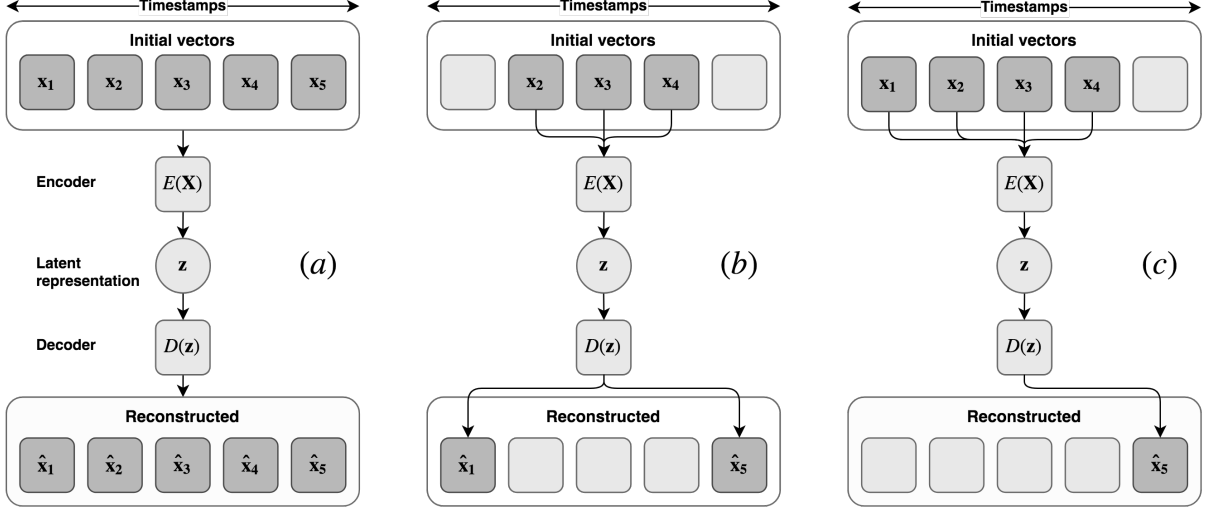 Timestamps Timestamps Timestamps
Initial vectors Initial vectors Initial vectors
x₁ x₂ x₃ x₄ x₅ x₂ x₃ x₄ x₁ x₂ x₃ x₄
Encoder E(X) E(X) E(X)
Latent representation z (a) z (b) z (c)
Decoder D(z) D(z) D(z)
Reconstructed Reconstructed Reconstructed
x̂₁ x̂₂ x̂₃ x̂₄ x̂₅ x̂₁ x̂₅ x̂₅